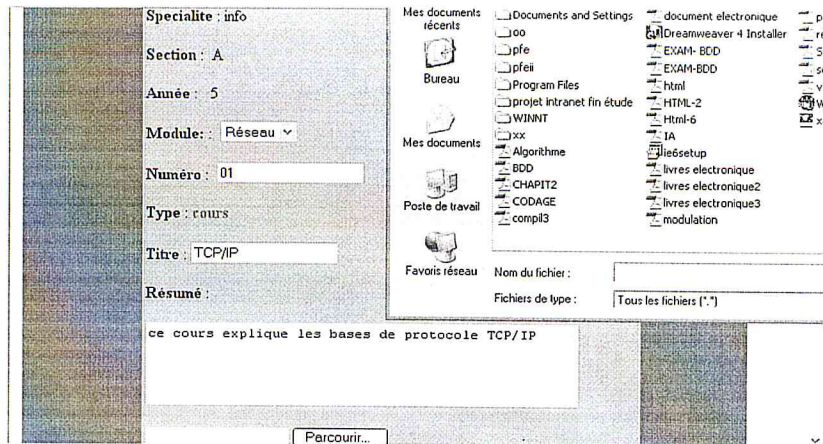 Specialite : info
Section : A
Année : 5
Module: : Réseau
Numéro : 01
Type : cours
Titre : TCP/IP
Résumé :
ce cours explique les bases de protocole TCP/IP
Parcourir...
Mes documents
récents
Bureau
Mes documents
Poste de travail
Favoris réseau
Documents and Settings
oo
pfe
pfeii
Program Files
projet intranet fin étude
WINNT
xx
Algorithme
BDD
CHAPIT2
CODAGE
compil3
document electronique
Dreamweaver 4 Installer
EXAM- BDD
EXAM-BDD
html
HTML-2
Html-6
IA
ie6setup
livres electronique
livres electronique2
livres electronique3
modulation
Nom du fichier :
Fichiers de type : Tous les fichiers (*.*)